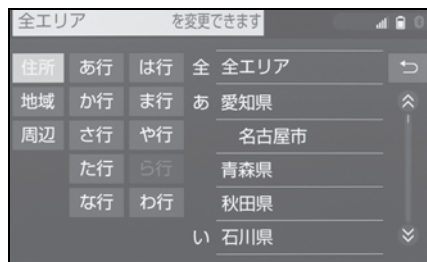 全エリア を変更できます
住所 あ行 は行 全 全エリア
地域 か行 ま行 あ 愛知県
周辺 さ行 や行 名古屋市
た行 ら行 青森県
な行 わ行 秋田県
い 石川県